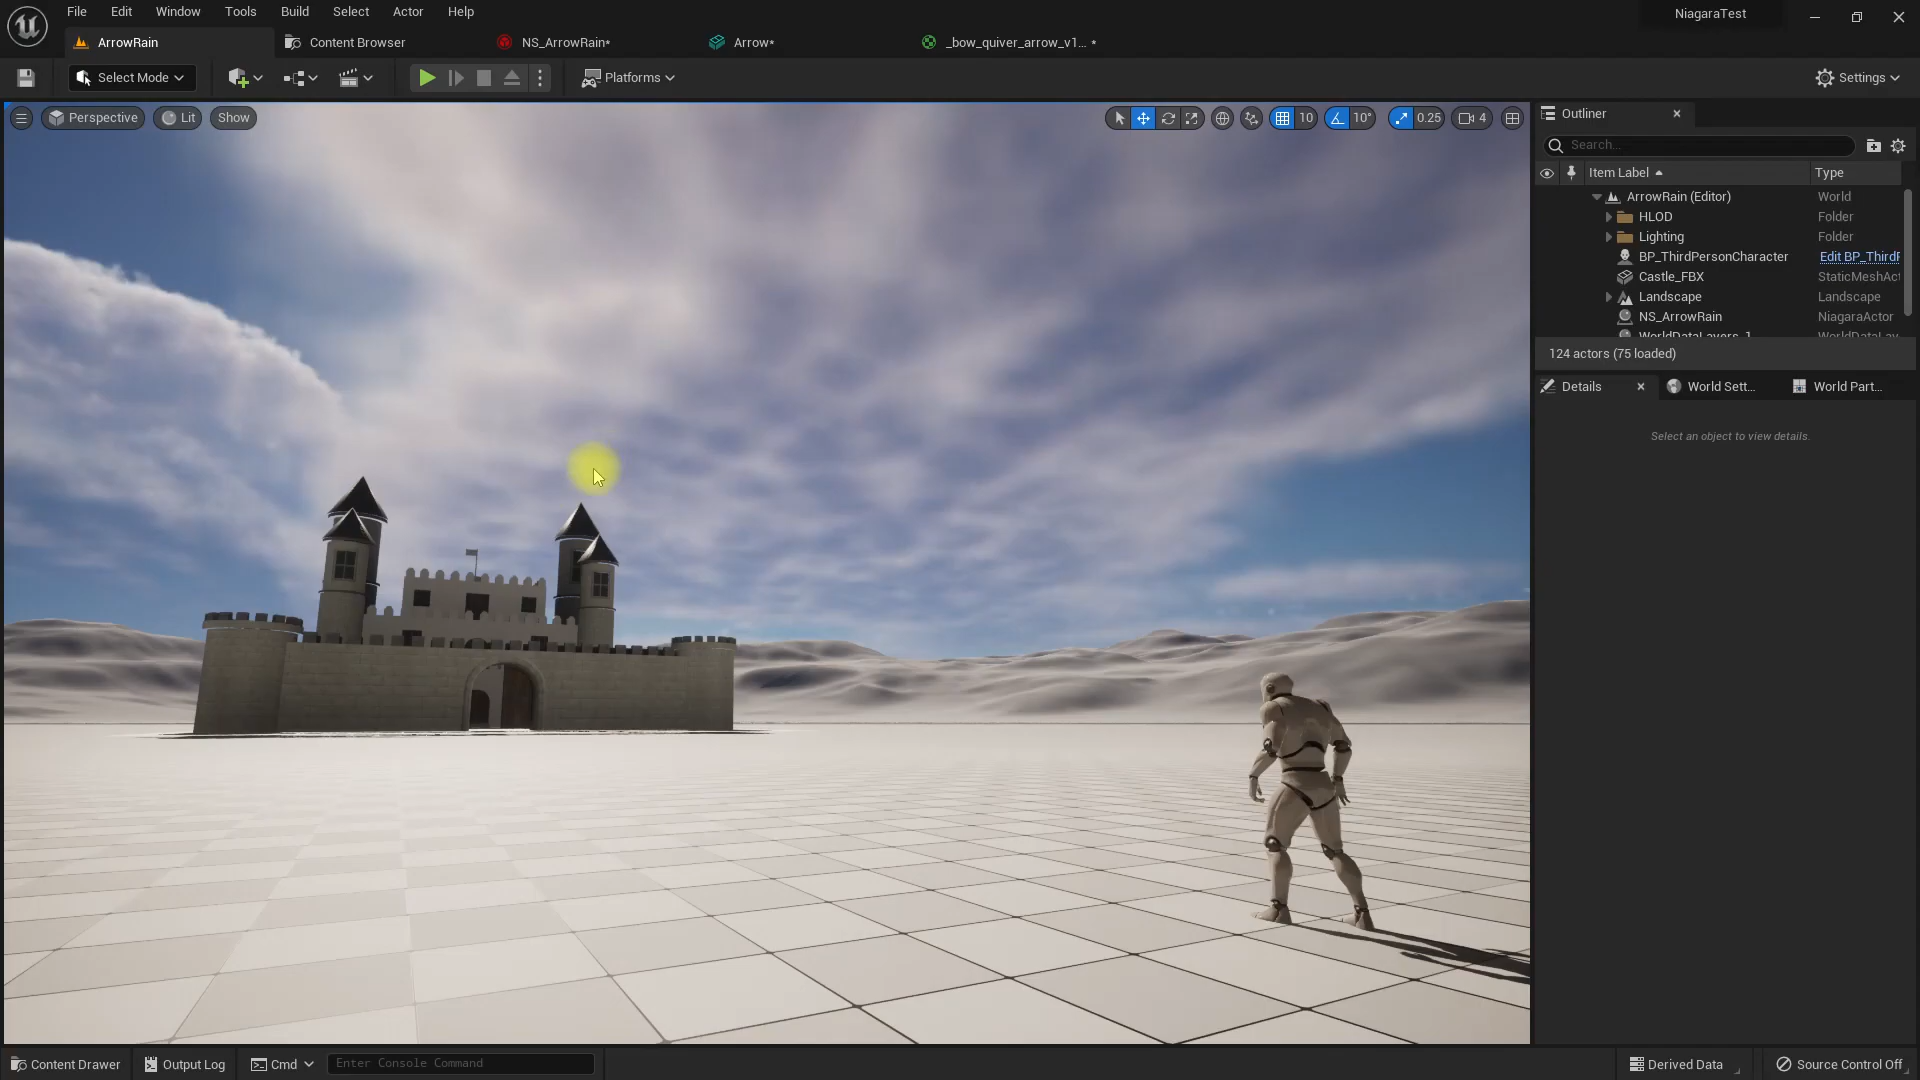 File Edit Window Tools Build Select Actor Help
NiagaraTest
ArrowRain
Content Browser
NS_ArrowRain*
Arrow*
_bow_quiver_arrow_v1... *
Select Mode
Platforms
Settings
Perspective
Lit
Show
10
10°
0.25
4
Outliner
Search...
Item Label
Type
ArrowRain (Editor) World
HLOD Folder
Lighting Folder
BP_ThirdPersonCharacter Edit BP_ThirdP
Castle_FBX StaticMeshAct
Landscape Landscape
NS_ArrowRain NiagaraActor
WorldDataLayers_1 WorldDataLay
124 actors (75 loaded)
Details
World Sett...
World Part...
Select an object to view details.
Content Drawer
Output Log
Cmd
Enter Console Command
Derived Data
Source Control Off